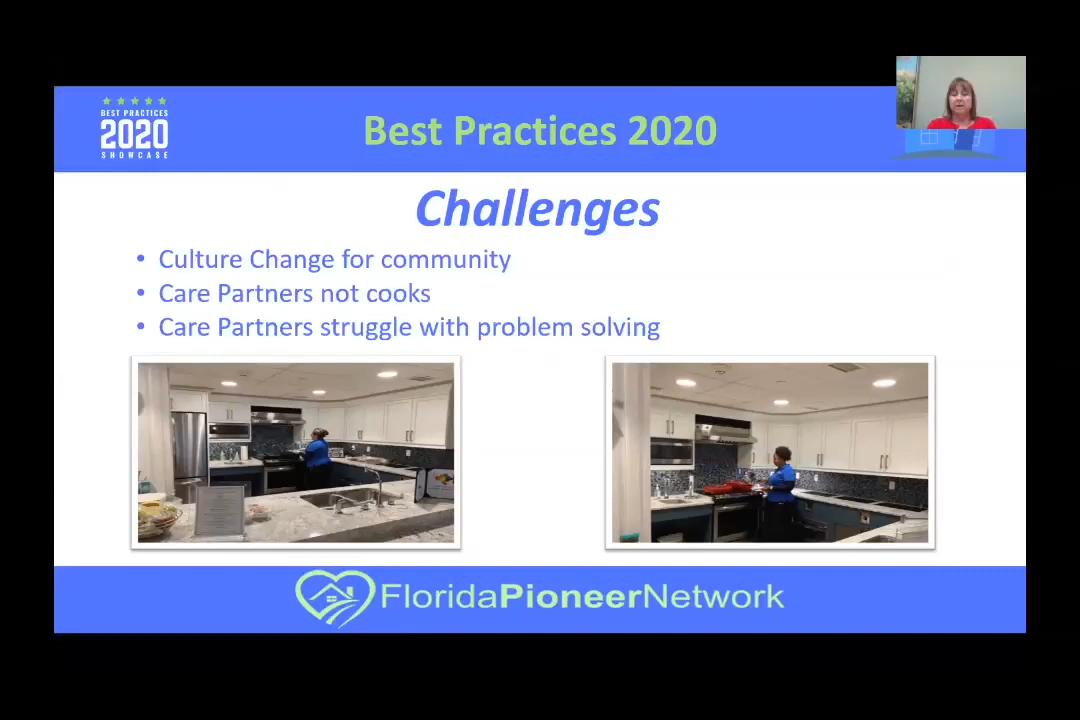 BEST PRACTICES
2020
SHOWCASE
Best Practices 2020
Challenges
• Culture Change for community
• Care Partners not cooks
• Care Partners struggle with problem solving
FloridaPioneerNetwork